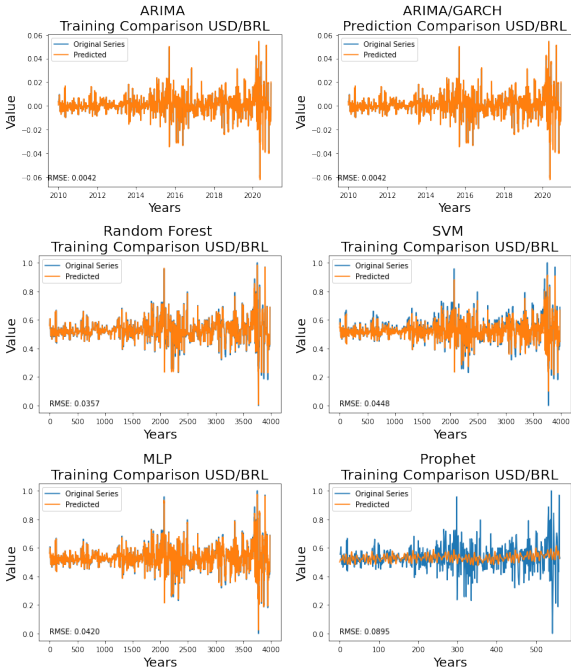 ARIMA
Training Comparison USD/BRL
Original Series
Predicted
0.06
0.04
0.02
0.00
−0.02
−0.04
−0.06
Value
RMSE: 0.0042
2010 2012 2014 2016 2018 2020
Years
ARIMA/GARCH
Prediction Comparison USD/BRL
Original Series
Predicted
0.06
0.04
0.02
0.00
−0.02
−0.04
−0.06
Value
RMSE: 0.0042
2010 2012 2014 2016 2018 2020
Years
Random Forest
Training Comparison USD/BRL
Original Series
Predicted
1.0
0.8
0.6
0.4
0.2
0.0
Value
RMSE: 0.0357
0 500 1000 1500 2000 2500 3000 3500 4000
Years
SVM
Training Comparison USD/BRL
Original Series
Predicted
1.0
0.8
0.6
0.4
0.2
0.0
Value
RMSE: 0.0448
0 500 1000 1500 2000 2500 3000 3500 4000
Years
MLP
Training Comparison USD/BRL
Original Series
Predicted
1.0
0.8
0.6
0.4
0.2
0.0
Value
RMSE: 0.0420
0 500 1000 1500 2000 2500 3000 3500 4000
Years
Prophet
Training Comparison USD/BRL
Original Series
Predicted
1.0
0.8
0.6
0.4
0.2
0.0
Value
RMSE: 0.0895
0 100 200 300 400 500
Years